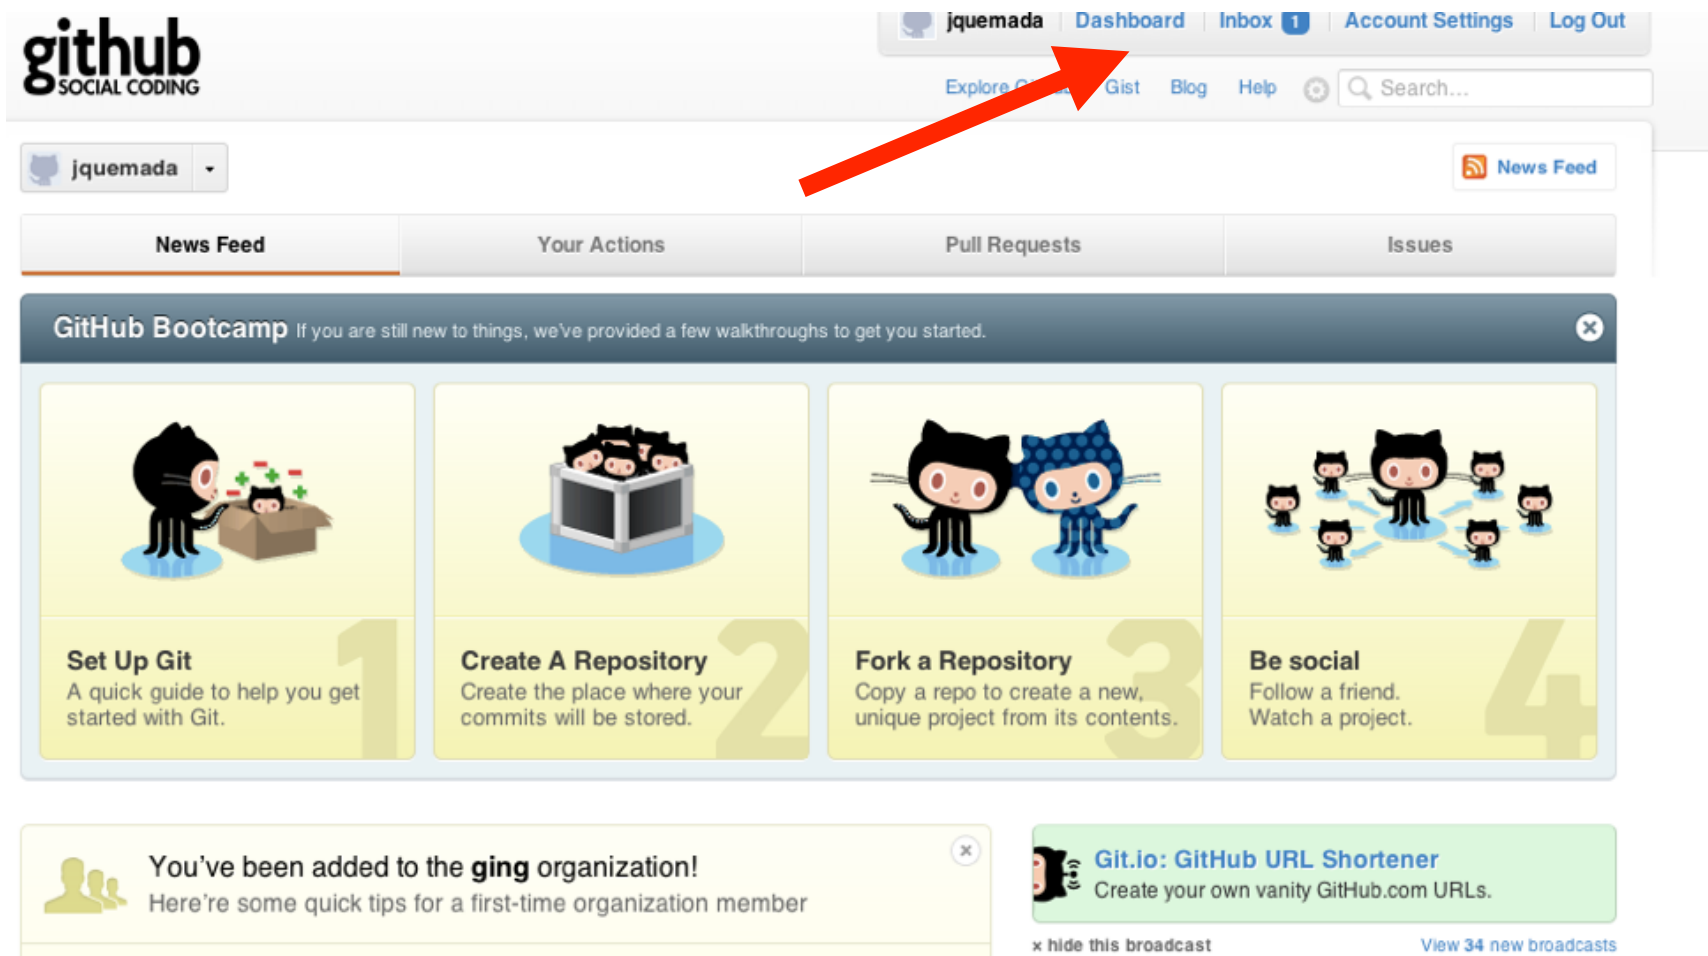 github
SOCIAL CODING
jquemada Dashboard Inbox 1 Account Settings Log Out
Explore Gist Blog Help Search...
jquemada
News Feed
News Feed Your Actions Pull Requests Issues
GitHub Bootcamp If you are still new to things, we've provided a few walkthroughs to get you started.
1
Set Up Git
A quick guide to help you get
started with Git.
2
Create A Repository
Create the place where your
commits will be stored.
3
Fork a Repository
Copy a repo to create a new,
unique project from its contents.
4
Be social
Follow a friend.
Watch a project.
You've been added to the ging organization!
Here're some quick tips for a first-time organization member
Git.io: GitHub URL Shortener
Create your own vanity GitHub.com URLs.
× hide this broadcast
View 34 new broadcasts